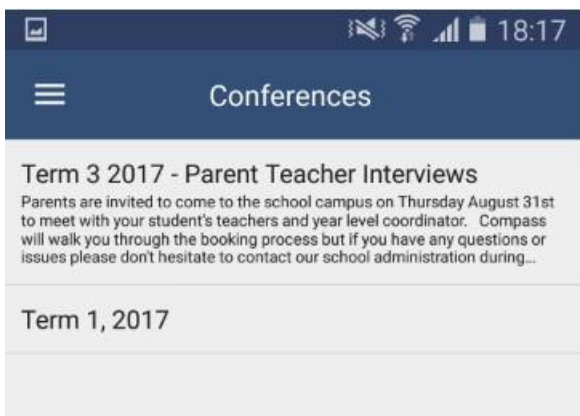 18:17
Conferences
Term 3 2017 - Parent Teacher Interviews
Parents are invited to come to the school campus on Thursday August 31st
to meet with your student's teachers and year level coordinator.   Compass
will walk you through the booking process but if you have any questions or
issues please don't hesitate to contact our school administration during...
Term 1, 2017